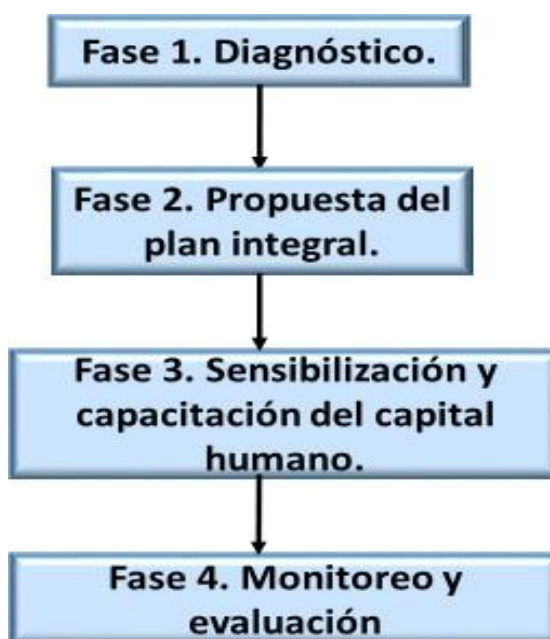 Fase 1. Diagnóstico.
Fase 2. Propuesta del
plan integral.
Fase 3. Sensibilización y
capacitación del capital
humano.
Fase 4. Monitoreo y
evaluación